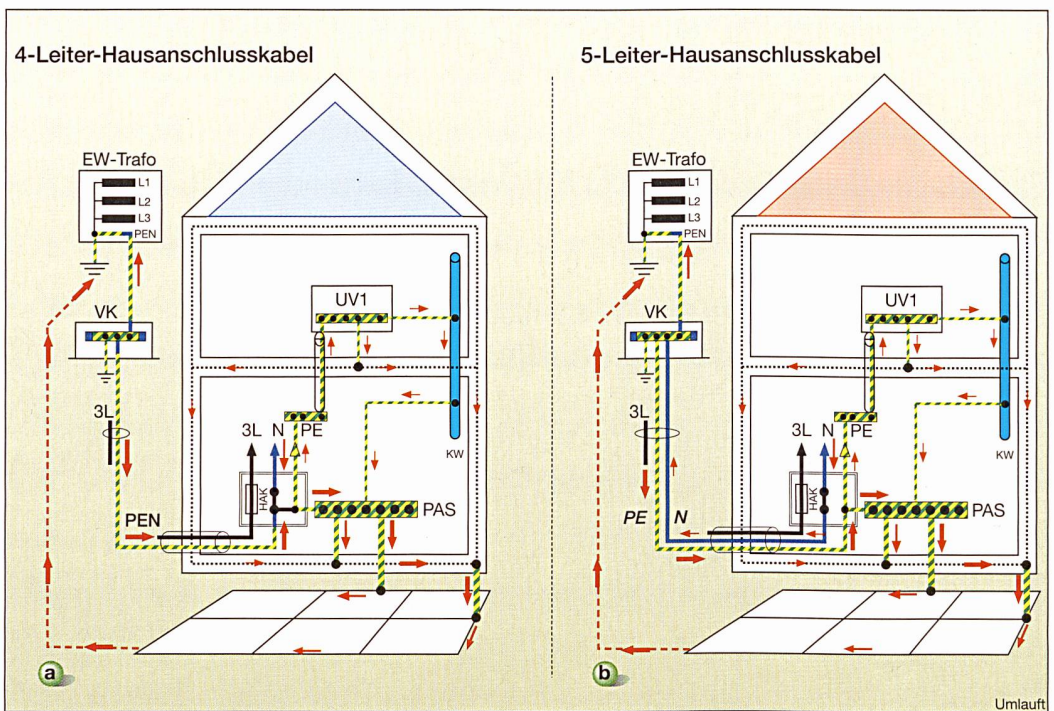 4-Leiter-Hausanschlusskabel
EW-Trafo
L1
L2
L3
PEN
VK
UV1
3L
3L
N
PE
HAK
KW
PEN
PAS
a
5-Leiter-Hausanschlusskabel
EW-Trafo
L1
L2
L3
PEN
VK
UV1
3L
3L
N
PE
HAK
KW
PE
N
PAS
b
Umlauft